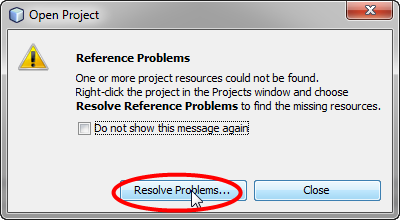 Open Project
Reference Problems
One or more project resources could not be found.
Right-click the project in the Projects window and choose
Resolve Reference Problems to find the missing resources.
Do not show this message again
Resolve Problems... Close